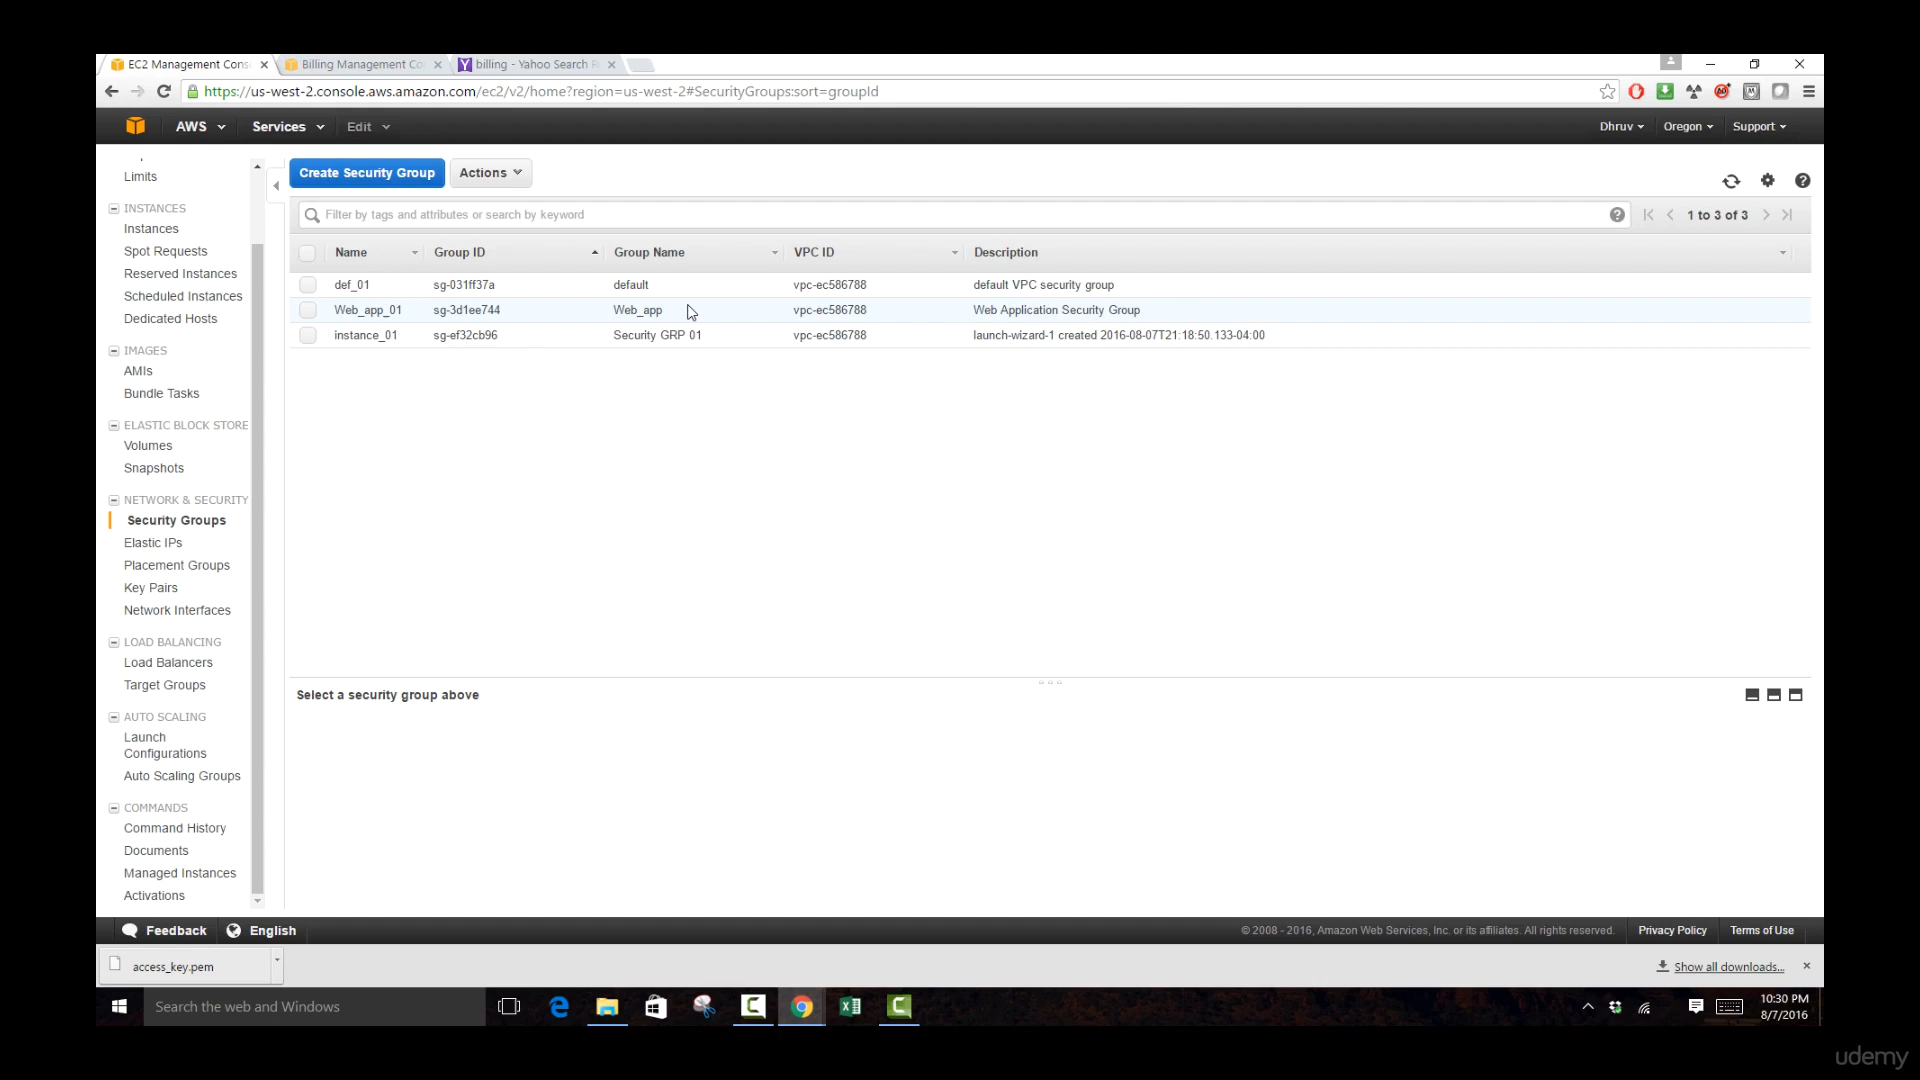 EC2 Management Cons
Billing Management Co
billing - Yahoo Search R
https://us-west-2.console.aws.amazon.com/ec2/v2/home?region=us-west-2#SecurityGroups:sort=groupId
AWS Services Edit Dhruv Oregon Support
Limits
INSTANCES
Instances
Spot Requests
Reserved Instances
Scheduled Instances
Dedicated Hosts
IMAGES
AMIs
Bundle Tasks
ELASTIC BLOCK STORE
Volumes
Snapshots
NETWORK & SECURITY
Security Groups
Elastic IPs
Placement Groups
Key Pairs
Network Interfaces
LOAD BALANCING
Load Balancers
Target Groups
AUTO SCALING
Launch
Configurations
Auto Scaling Groups
COMMANDS
Command History
Documents
Managed Instances
Activations
Create Security Group Actions
Filter by tags and attributes or search by keyword
1 to 3 of 3
Name Group ID Group Name VPC ID Description
def_01 sg-031ff37a default vpc-ec586788 default VPC security group
Web_app_01 sg-3d1ee744 Web_app vpc-ec586788 Web Application Security Group
instance_01 sg-ef32cb96 Security GRP 01 vpc-ec586788 launch-wizard-1 created 2016-08-07T21:18:50.133-04:00
Select a security group above
Feedback English © 2008 - 2016, Amazon Web Services, Inc. or its affiliates. All rights reserved. Privacy Policy Terms of Use
access_key.pem Show all downloads...
Search the web and Windows
10:30 PM
8/7/2016
udemy